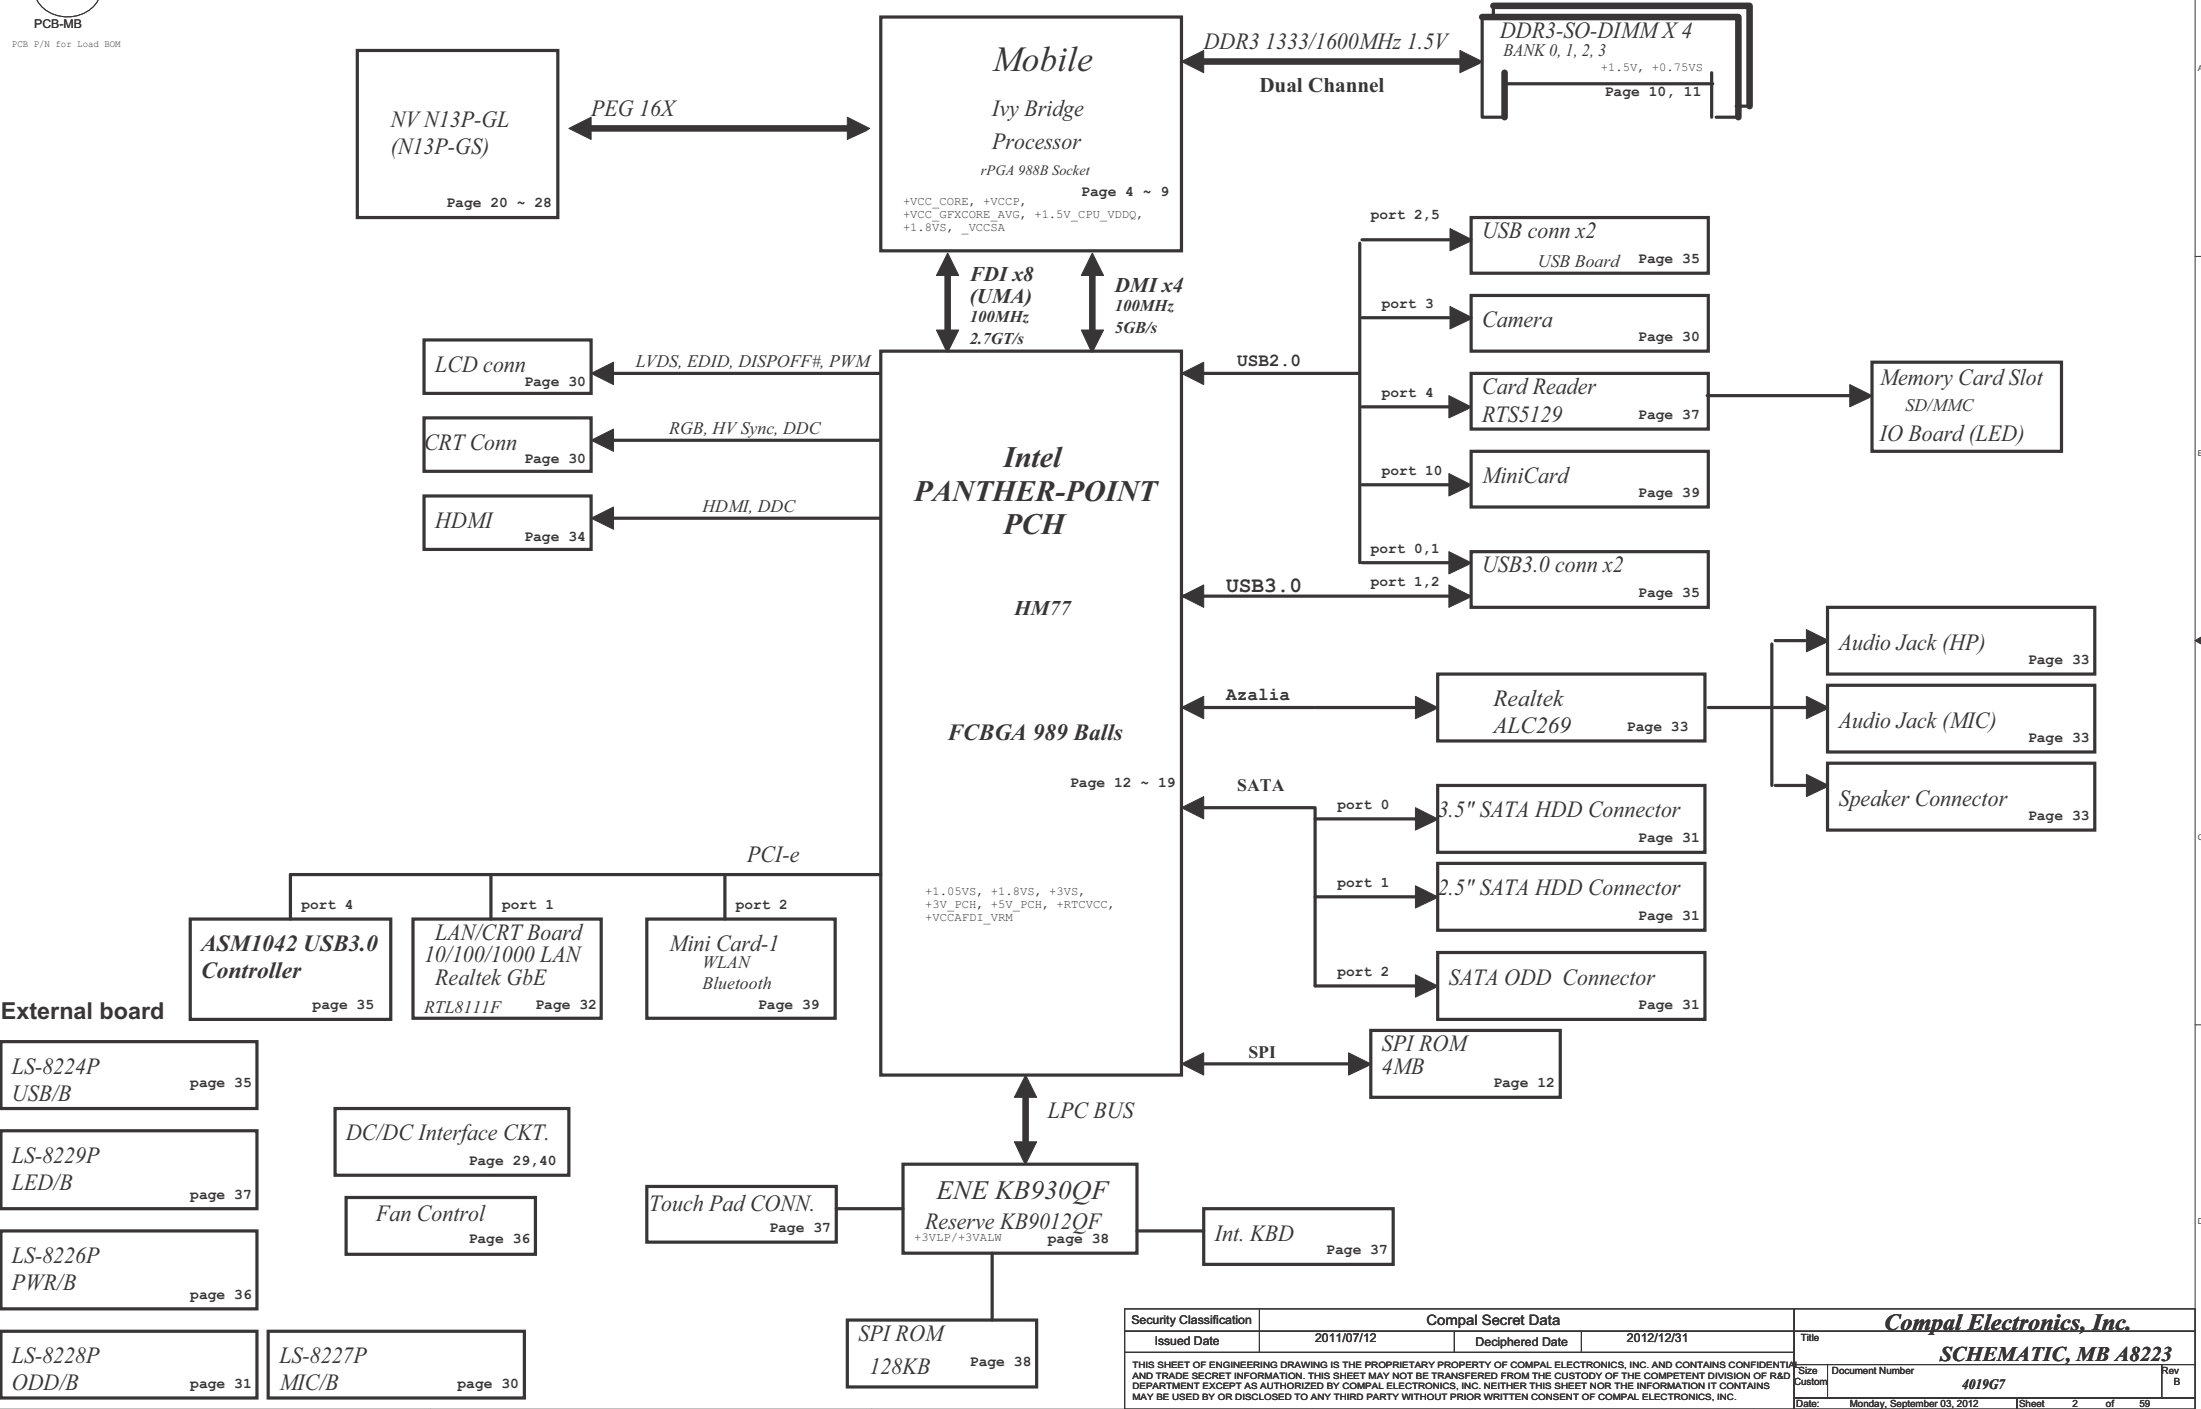 PCB-MB
PCB P/N for Load BOM
NV N13P-GL
(N13P-GS)
Page 20 ~ 28
PEG 16X
Mobile
Ivy Bridge
Processor
rPGA 988B Socket
Page 4 ~ 9
+VCC_CORE, +VCCP,
+VCC_GFXCORE_AVG, +1.5V_CPU_VDDQ,
+1.8VS, _VCCSA
DDR3 1333/1600MHz 1.5V
Dual Channel
DDR3-SO-DIMM X 4
BANK 0, 1, 2, 3
+1.5V, +0.75VS
Page 10, 11
FDI x8
(UMA)
100MHz
2.7GT/s
DMI x4
100MHz
5GB/s
LCD conn
Page 30
LVDS, EDID, DISPOFF#, PWM
CRT Conn
Page 30
RGB, HV Sync, DDC
HDMI
Page 34
HDMI, DDC
Intel
PANTHER-POINT
PCH
HM77
FCBGA 989 Balls
Page 12 ~ 19
+1.05VS, +1.8VS, +3VS,
+3V_PCH, +5V_PCH, +RTCVCC,
+VCCAFDI_VRM
USB2.0
port 2,5
USB conn x2
USB Board Page 35
port 3
Camera
Page 30
port 4
Card Reader
RTS5129 Page 37
Memory Card Slot
SD/MMC
IO Board (LED)
port 10
MiniCard
Page 39
port 0,1
USB3.0
port 1,2
USB3.0 conn x2
Page 35
Azalia
Realtek
ALC269 Page 33
Audio Jack (HP)
Page 33
Audio Jack (MIC)
Page 33
Speaker Connector
Page 33
SATA
port 0
3.5" SATA HDD Connector
Page 31
port 1
2.5" SATA HDD Connector
Page 31
port 2
SATA ODD Connector
Page 31
SPI
SPI ROM
4MB
Page 12
PCI-e
port 4
ASM1042 USB3.0
Controller
page 35
port 1
LAN/CRT Board
10/100/1000 LAN
Realtek GbE
RTL8111F Page 32
port 2
Mini Card-1
WLAN
Bluetooth
Page 39
LPC BUS
ENE KB930QF
Reserve KB9012QF
+3VLP/+3VALW page 38
Touch Pad CONN.
Page 37
Int. KBD
Page 37
SPI ROM
128KB Page 38
External board
LS-8224P
USB/B
page 35
LS-8229P
LED/B
page 37
LS-8226P
PWR/B
page 36
LS-8228P
ODD/B page 31
LS-8227P
MIC/B page 30
DC/DC Interface CKT.
Page 29,40
Fan Control
Page 36
Security Classification
Compal Secret Data
Issued Date
2011/07/12
Deciphered Date
2012/12/31
THIS SHEET OF ENGINEERING DRAWING IS THE PROPRIETARY PROPERTY OF COMPAL ELECTRONICS, INC. AND CONTAINS CONFIDENTIAL
AND TRADE SECRET INFORMATION. THIS SHEET MAY NOT BE TRANSFERED FROM THE CUSTODY OF THE COMPETENT DIVISION OF R&D
DEPARTMENT EXCEPT AS AUTHORIZED BY COMPAL ELECTRONICS, INC. NEITHER THIS SHEET NOR THE INFORMATION IT CONTAINS
MAY BE USED BY OR DISCLOSED TO ANY THIRD PARTY WITHOUT PRIOR WRITTEN CONSENT OF COMPAL ELECTRONICS, INC.
Compal Electronics, Inc.
Title
SCHEMATIC, MB A8223
Size
Custom
Document Number
4019G7
Rev
B
Date: Monday, September 03, 2012
Sheet 2 of 59